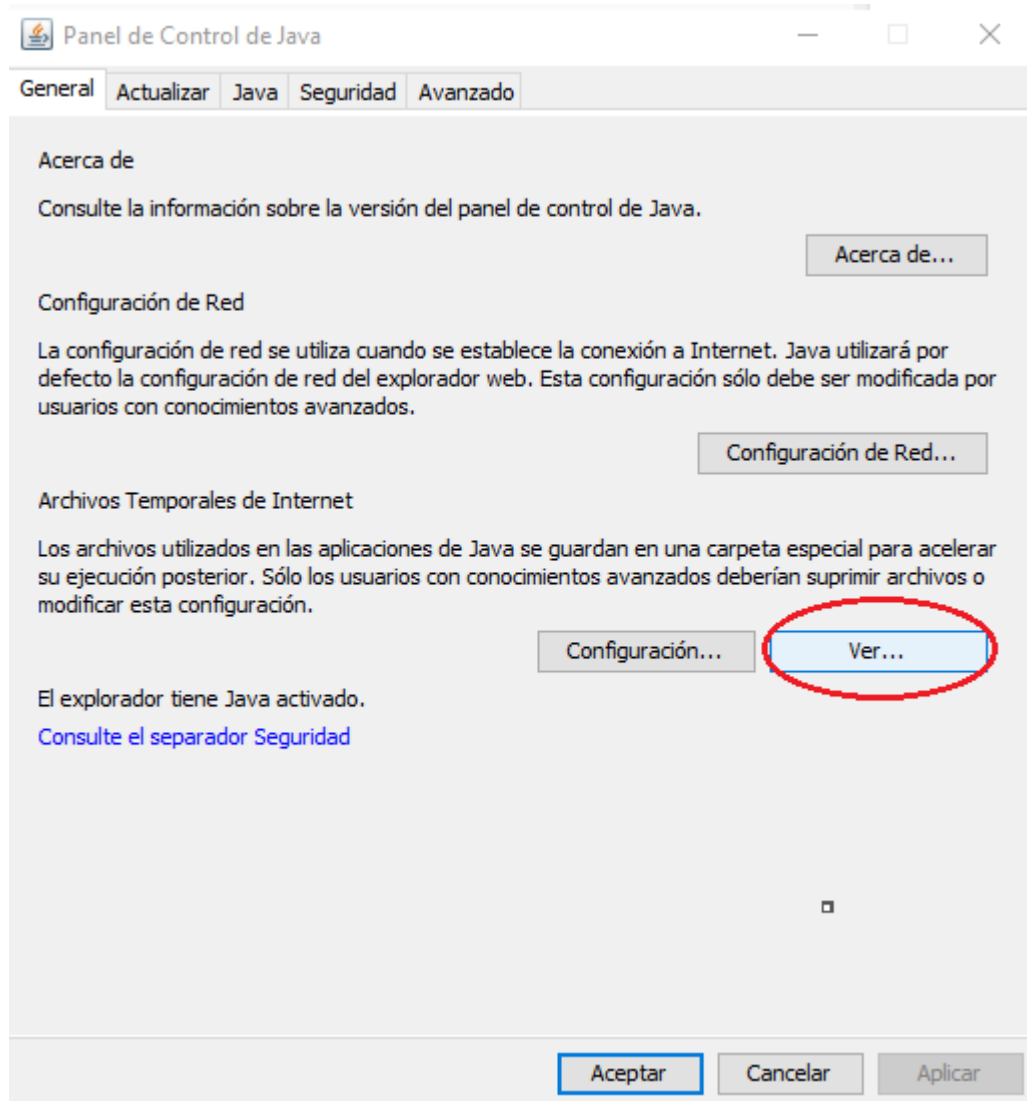 Panel de Control de Java
General Actualizar Java Seguridad Avanzado
Acerca de
Consulte la información sobre la versión del panel de control de Java.
Acerca de...
Configuración de Red
La configuración de red se utiliza cuando se establece la conexión a Internet. Java utilizará por
defecto la configuración de red del explorador web. Esta configuración sólo debe ser modificada por
usuarios con conocimientos avanzados.
Configuración de Red...
Archivos Temporales de Internet
Los archivos utilizados en las aplicaciones de Java se guardan en una carpeta especial para acelerar
su ejecución posterior. Sólo los usuarios con conocimientos avanzados deberían suprimir archivos o
modificar esta configuración.
Configuración... Ver...
El explorador tiene Java activado.
Consulte el separador Seguridad
Aceptar Cancelar Aplicar